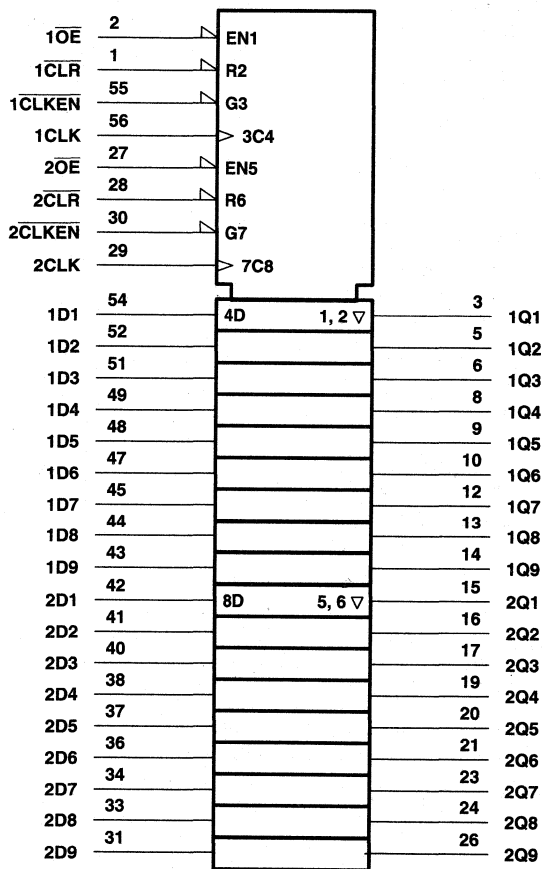 1OE 2 EN1
1CLR 1 R2
1CLKEN 55 G3
1CLK 56 3C4
2OE 27 EN5
2CLR 28 R6
2CLKEN 30 G7
2CLK 29 7C8
1D1 54 4D 1, 2 ▽ 3 1Q1
1D2 52 5 1Q2
1D3 51 6 1Q3
1D4 49 8 1Q4
1D5 48 9 1Q5
1D6 47 10 1Q6
1D7 45 12 1Q7
1D8 44 13 1Q8
1D9 43 14 1Q9
2D1 42 8D 5, 6 ▽ 15 2Q1
2D2 41 16 2Q2
2D3 40 17 2Q3
2D4 38 19 2Q4
2D5 37 20 2Q5
2D6 36 21 2Q6
2D7 34 23 2Q7
2D8 33 24 2Q8
2D9 31 26 2Q9